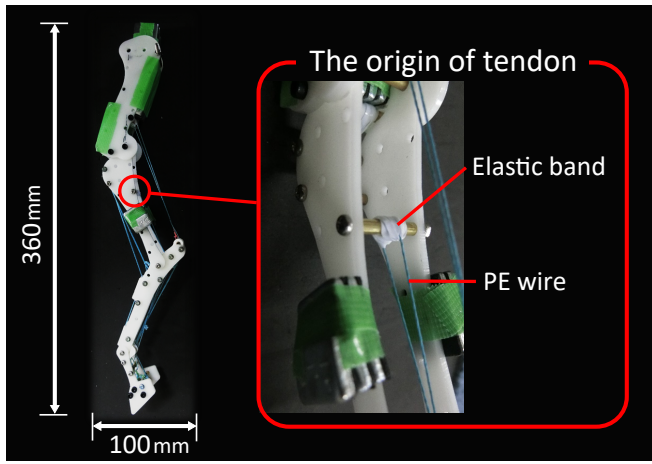 The origin of tendon
Elastic band
PE wire
360mm
100mm